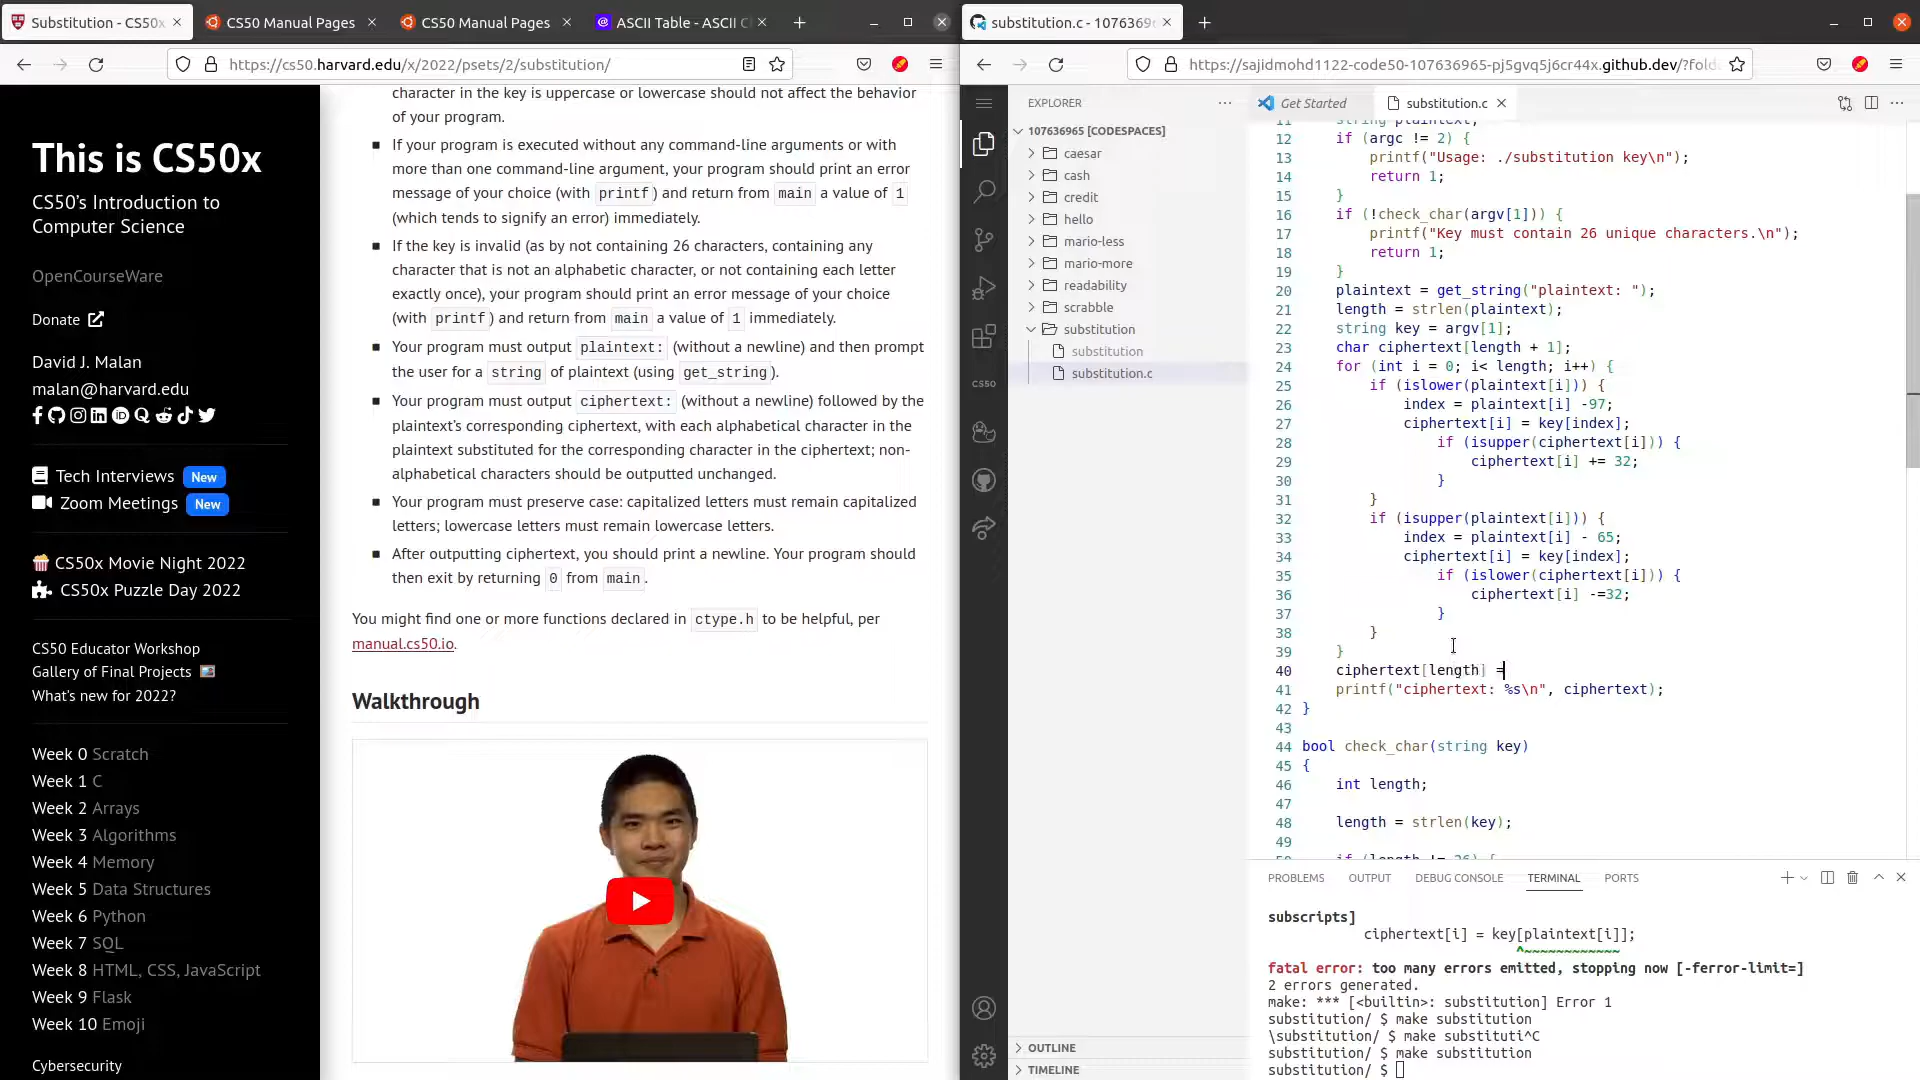 Substitution - CS50x
CS50 Manual Pages
CS50 Manual Pages
ASCII Table - ASCII C
https://cs50.harvard.edu/x/2022/psets/2/substitution/
This is CS50x
CS50's Introduction to
Computer Science
OpenCourseWare
Donate
David J. Malan
malan@harvard.edu
Tech Interviews New
Zoom Meetings New
CS50x Movie Night 2022
CS50x Puzzle Day 2022
CS50 Educator Workshop
Gallery of Final Projects
What's new for 2022?
Week 0 Scratch
Week 1 C
Week 2 Arrays
Week 3 Algorithms
Week 4 Memory
Week 5 Data Structures
Week 6 Python
Week 7 SQL
Week 8 HTML, CSS, JavaScript
Week 9 Flask
Week 10 Emoji
Cybersecurity
character in the key is uppercase or lowercase should not affect the behavior
of your program.
If your program is executed without any command-line arguments or with
more than one command-line argument, your program should print an error
message of your choice (with printf) and return from main a value of 1
(which tends to signify an error) immediately.
If the key is invalid (as by not containing 26 characters, containing any
character that is not an alphabetic character, or not containing each letter
exactly once), your program should print an error message of your choice
(with printf) and return from main a value of 1 immediately.
Your program must output plaintext: (without a newline) and then prompt
the user for a string of plaintext (using get_string).
Your program must output ciphertext: (without a newline) followed by the
plaintext's corresponding ciphertext, with each alphabetical character in the
plaintext substituted for the corresponding character in the ciphertext; non-
alphabetical characters should be outputted unchanged.
Your program must preserve case: capitalized letters must remain capitalized
letters; lowercase letters must remain lowercase letters.
After outputting ciphertext, you should print a newline. Your program should
then exit by returning 0 from main.
You might find one or more functions declared in ctype.h to be helpful, per
manual.cs50.io.
Walkthrough
substitution.c - 1076369
https://sajidmohd1122-code50-107636965-pj5gvq5j6cr44x.github.dev/?fold
EXPLORER
107636965 [CODESPACES]
caesar
cash
credit
hello
mario-less
mario-more
readability
scrabble
substitution
substitution
substitution.c
CS50
OUTLINE
TIMELINE
Get Started
substitution.c
11 string plaintext;
12 if (argc != 2) {
13 printf("Usage: ./substitution key\n");
14 return 1;
15 }
16 if (!check_char(argv[1])) {
17 printf("Key must contain 26 unique characters.\n");
18 return 1;
19 }
20 plaintext = get_string("plaintext: ");
21 length = strlen(plaintext);
22 string key = argv[1];
23 char ciphertext[length + 1];
24 for (int i = 0; i< length; i++) {
25 if (islower(plaintext[i])) {
26 index = plaintext[i] -97;
27 ciphertext[i] = key[index];
28 if (isupper(ciphertext[i])) {
29 ciphertext[i] += 32;
30 }
31 }
32 if (isupper(plaintext[i])) {
33 index = plaintext[i] - 65;
34 ciphertext[i] = key[index];
35 if (islower(ciphertext[i])) {
36 ciphertext[i] -=32;
37 }
38 }
39 }
40 ciphertext[length] =
41 printf("ciphertext: %s\n", ciphertext);
42 }
43
44 bool check_char(string key)
45 {
46 int length;
47
48 length = strlen(key);
49
50 if (length != 26) {
PROBLEMS
OUTPUT
DEBUG CONSOLE
TERMINAL
PORTS
subscripts]
ciphertext[i] = key[plaintext[i]];
^~~~~~~~~~~~~
fatal error: too many errors emitted, stopping now [-ferror-limit=]
2 errors generated.
make: *** [<builtin>: substitution] Error 1
substitution/ $ make substitution
\substitution/ $ make substituti^C
substitution/ $ make substitution
substitution/ $